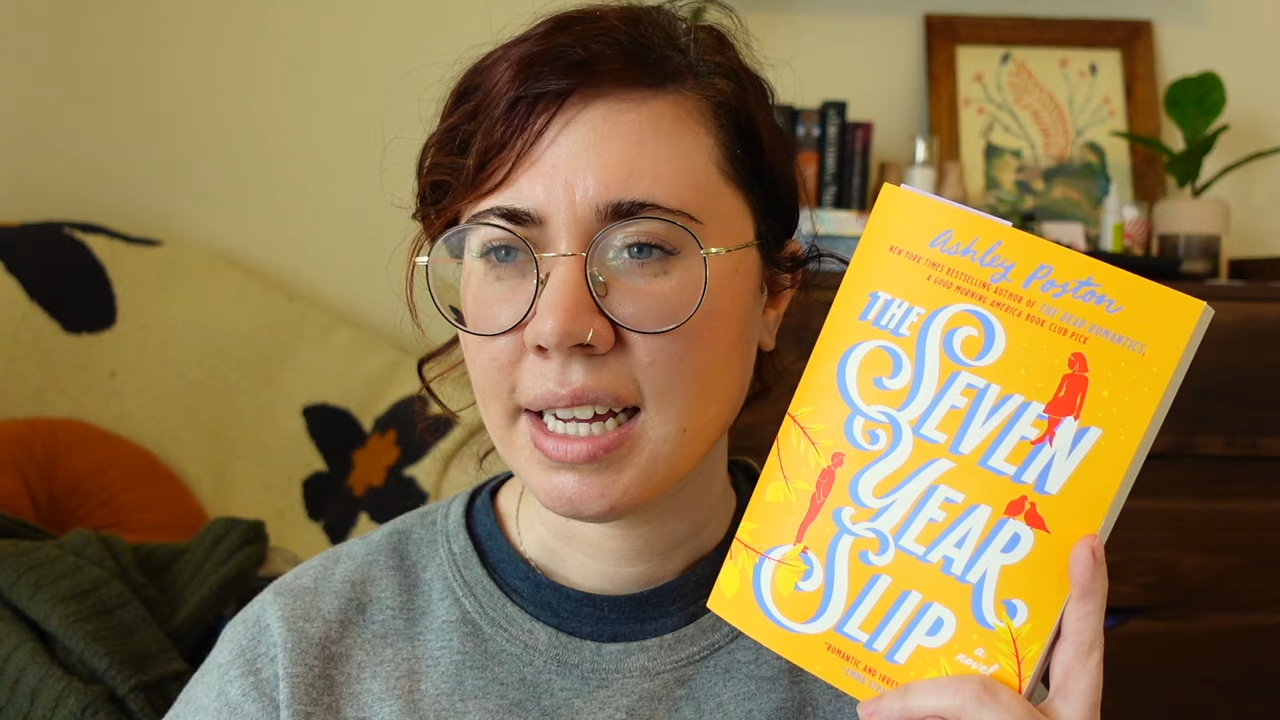 Ashley Poston
NEW YORK TIMES BESTSELLING AUTHOR OF THE DEAD ROMANTICS,
A GOOD MORNING AMERICA BOOK CLUB PICK
THE
SEVEN
YEAR
SLIP
a
novel
"ROMANTIC AND